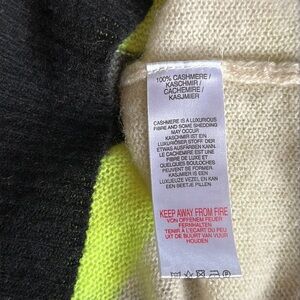 100% CASHMERE /
KASCHMIR /
CACHEMIRE /
KASJMIER
CASHMERE IS A LUXURIOUS
FIBRE AND SOME SHEDDING
MAY OCCUR
KASCHMIR IST EIN
LUXURIÖSER STOFF DER
ETWAS AUSFÄRBEN KANN.
LE CACHEMIRE EST UNE
FIBRE DE LUXE ET
QUELQUES BOULOCHES
PEUVENT DE FORMER.
KASJMIER IS EEN
LUXUEUZE VEZEL EN KAN
EEN BEETJE PILLEN.
KEEP AWAY FROM FIRE
VON OFFENEM FEUER
FERNHALTEN
TENIR À L'ÉCART DU FEU
UIT DE BUURT VAN VUUR
HOUDEN